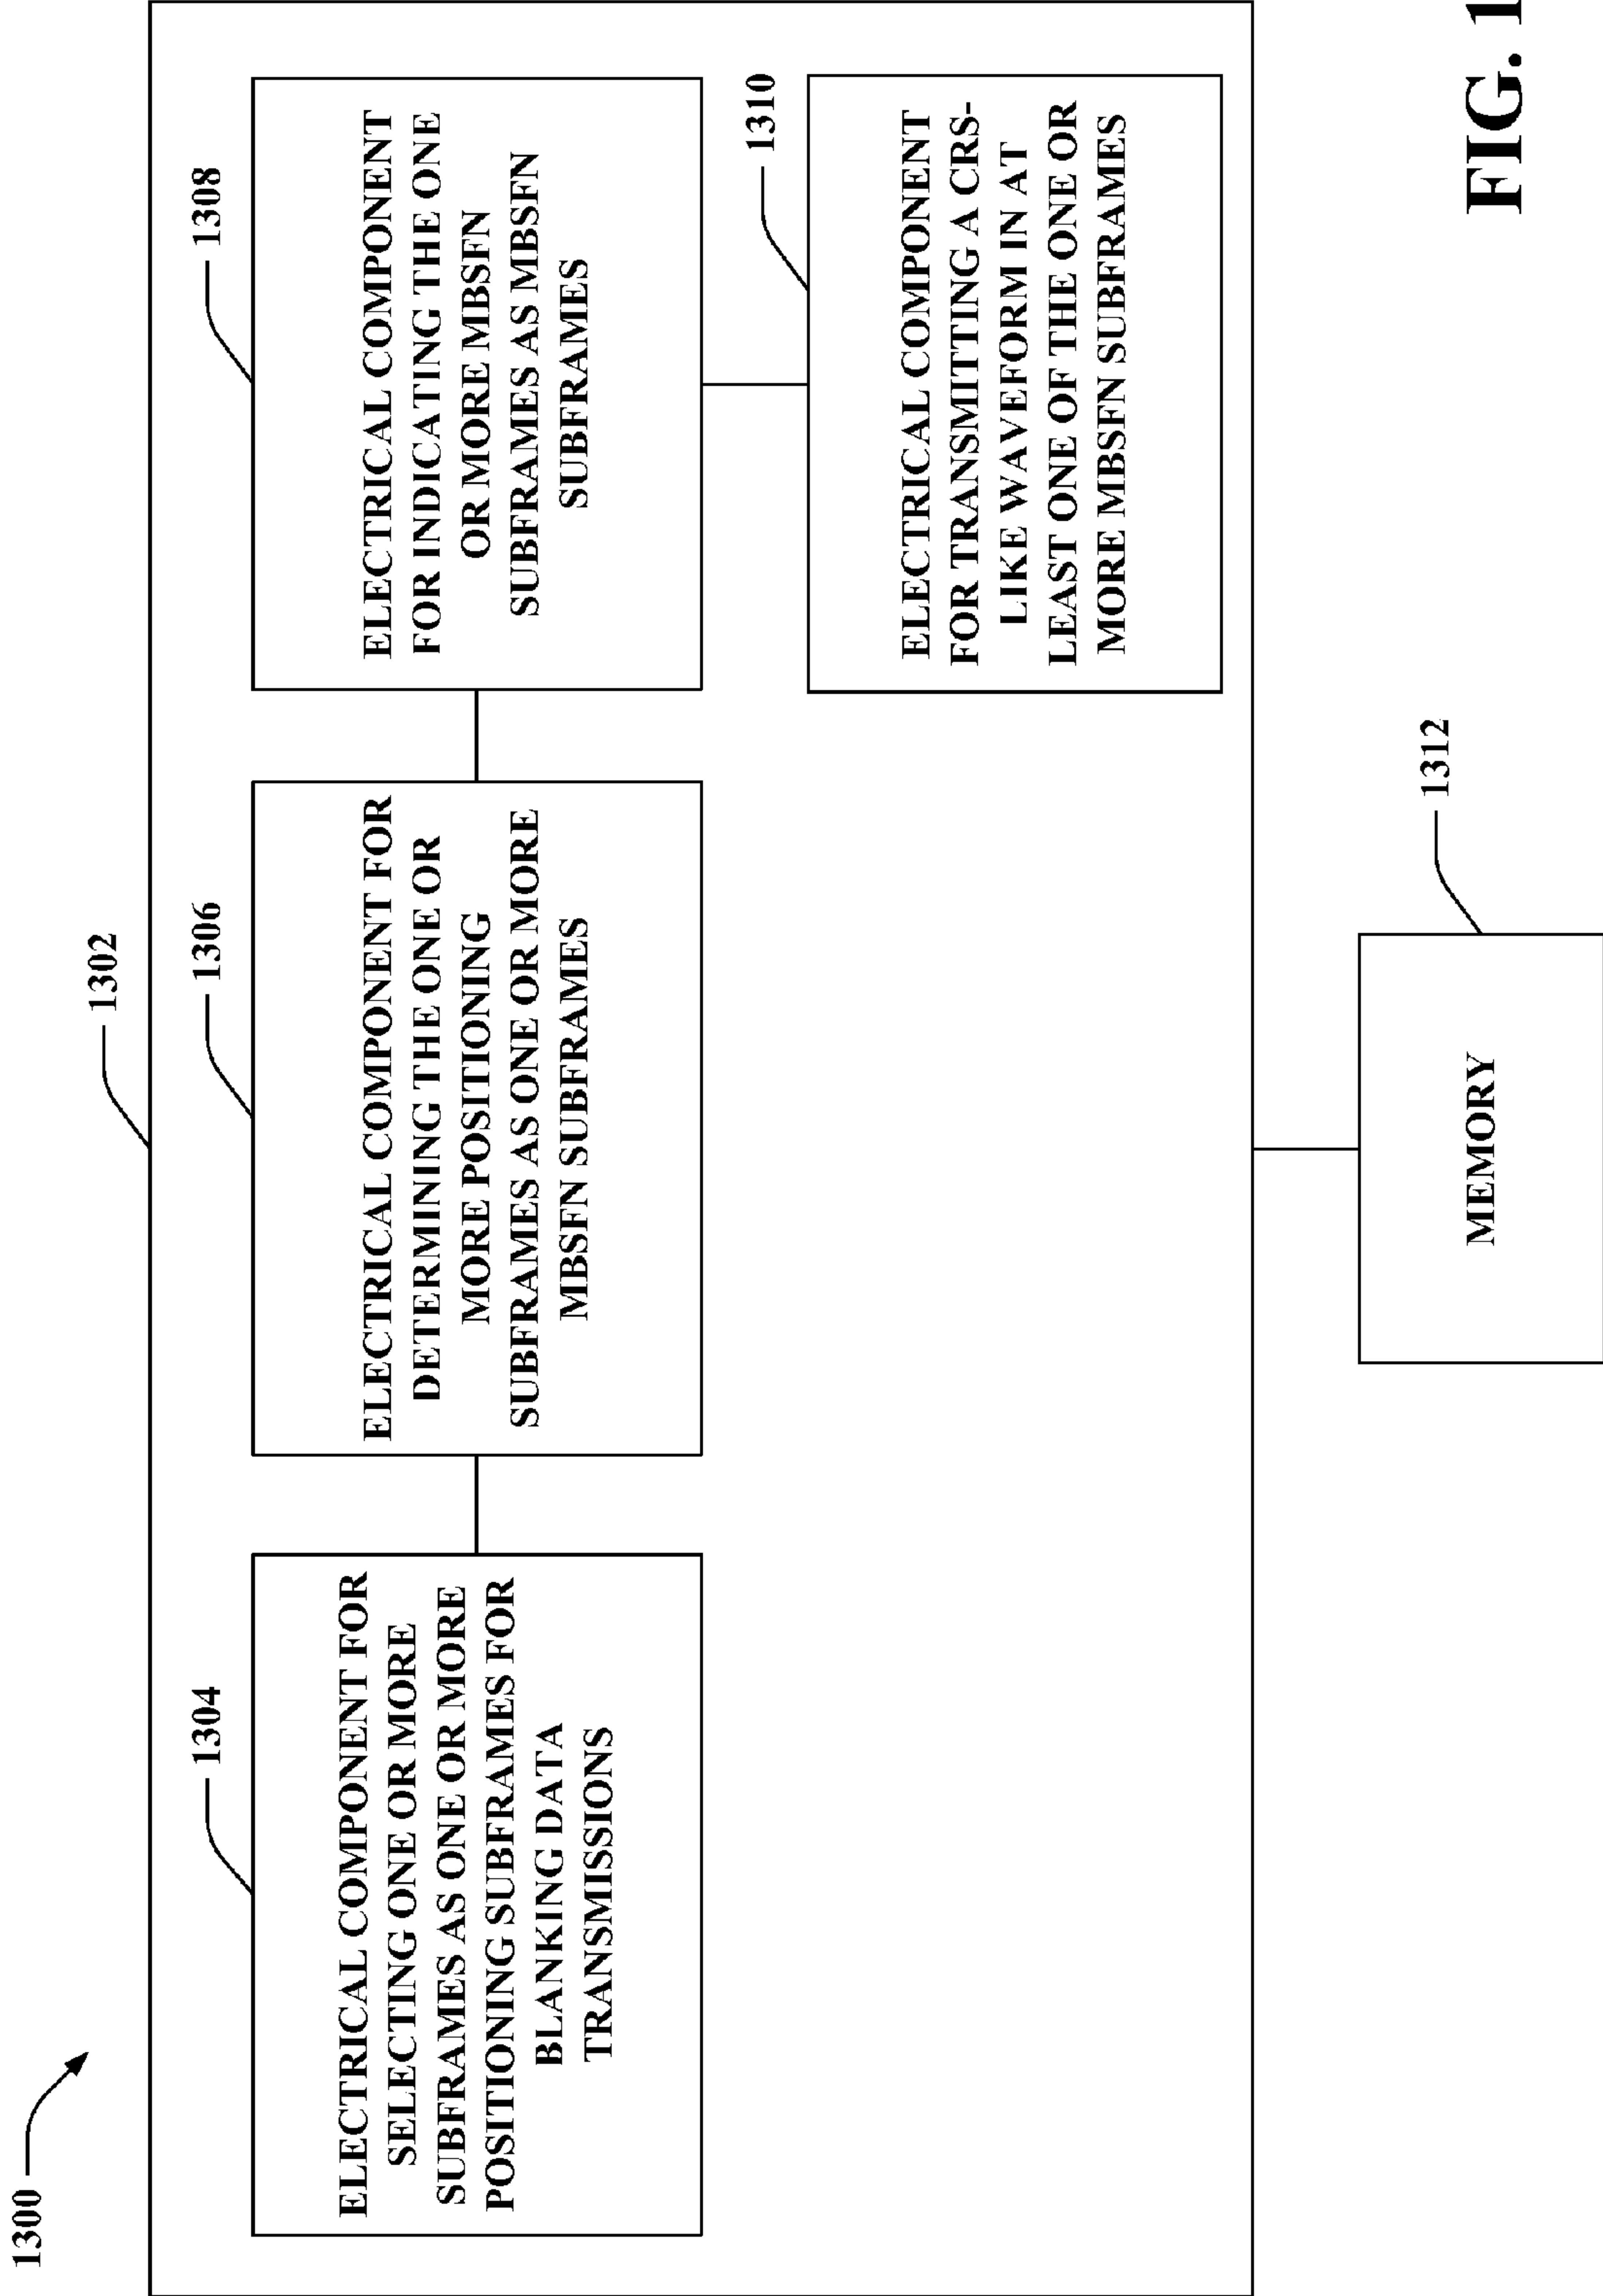 1300
1302
1304
ELECTRICAL COMPONENT FOR
SELECTING ONE OR MORE
SUBFRAMES AS ONE OR MORE
POSITIONING SUBFRAMES FOR
BLANKING DATA
TRANSMISSIONS
1306
ELECTRICAL COMPONENT FOR
DETERMINING THE ONE OR
MORE POSITIONING
SUBFRAMES AS ONE OR MORE
MBSFN SUBFRAMES
1308
ELECTRICAL COMPONENT
FOR INDICATING THE ONE
OR MORE MBSFN
SUBFRAMES AS MBSFN
SUBFRAMES
1310
ELECTRICAL COMPONENT
FOR TRANSMITTING A CRS-
LIKE WAVEFORM IN AT
LEAST ONE OF THE ONE OR
MORE MBSFN SUBFRAMES
1312
MEMORY
FIG. 1